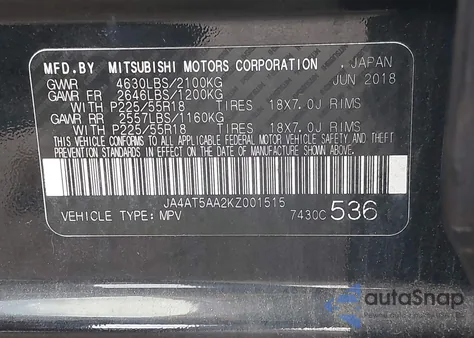 MFD.BY MITSUBISHI MOTORS CORPORATION , JAPAN
GVWR 4630LBS/2100KG JUN 2018
GAWR FR 2646LBS/1200KG
WITH P225/55R18 TIRES 18X7.0J RIMS
GAWR RR 2557LBS/1160KG
WITH P225/55R18 TIRES 18X7.0J RIMS
THIS VEHICLE CONFORMS TO ALL APPLICABLE
FEDERAL MOTOR VEHICLE SAFETY AND THEFT
PREVENTION STANDARDS IN EFFECT ON THE
DATE OF MANUFACTURE SHOWN ABOVE.
JA4AT5AA2KZ001515
VEHICLE TYPE: MPV 7430C 536
autoSnap